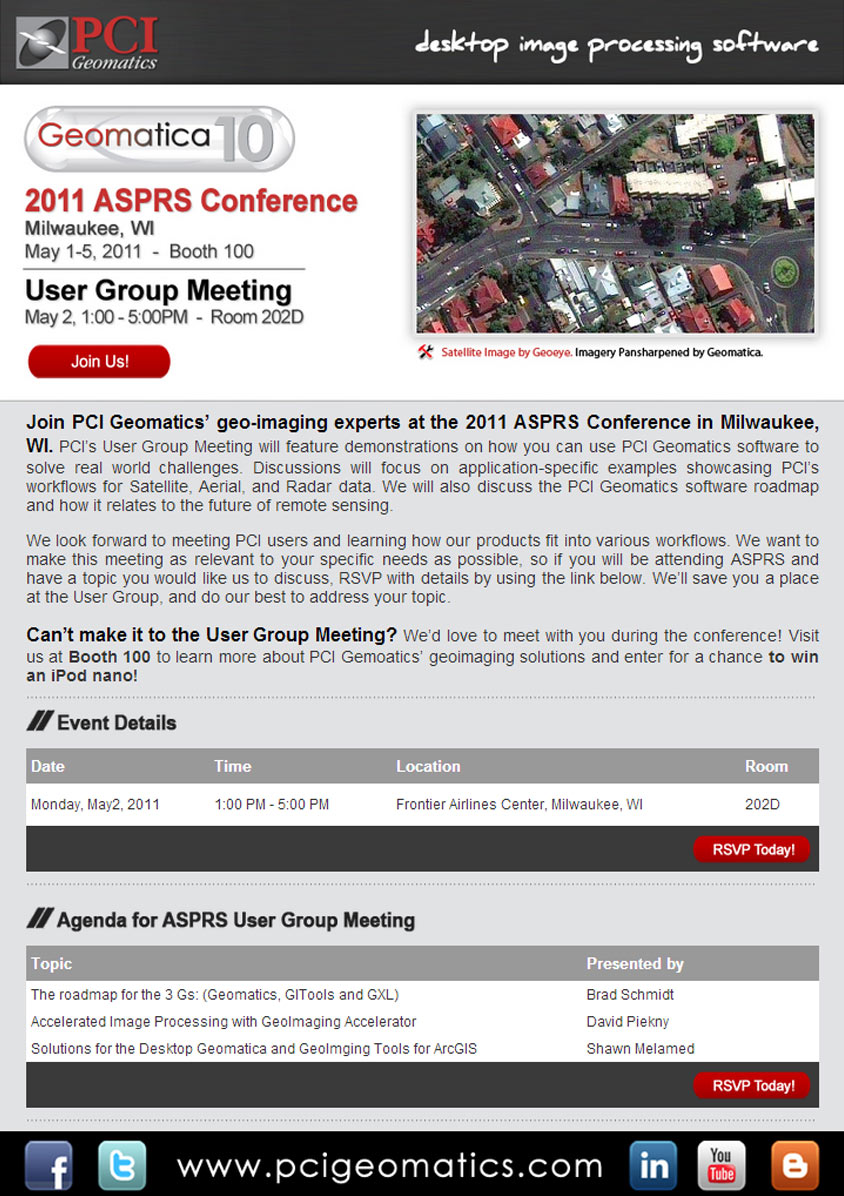 PCI
Geomatics
desktop image processing software
Geomatica 10
2011 ASPRS Conference
Milwaukee, WI
May 1-5, 2011 - Booth 100
User Group Meeting
May 2, 1:00 - 5:00PM - Room 202D
Join Us!
Satellite Image by Geoeye. Imagery Pansharpened by Geomatica.
Join PCI Geomatics' geo-imaging experts at the 2011 ASPRS Conference in Milwaukee,
WI. PCI's User Group Meeting will feature demonstrations on how you can use PCI Geomatics software to
solve real world challenges. Discussions will focus on application-specific examples showcasing PCI's
workflows for Satellite, Aerial, and Radar data. We will also discuss the PCI Geomatics software roadmap
and how it relates to the future of remote sensing.
We look forward to meeting PCI users and learning how our products fit into various workflows. We want to
make this meeting as relevant to your specific needs as possible, so if you will be attending ASPRS and
have a topic you would like us to discuss, RSVP with details by using the link below. We'll save you a place
at the User Group, and do our best to address your topic.
Can't make it to the User Group Meeting? We'd love to meet with you during the conference! Visit
us at Booth 100 to learn more about PCI Gemoatics' geoimaging solutions and enter for a chance to win
an iPod nano!
Event Details
Date Time Location Room
Monday, May2, 2011 1:00 PM - 5:00 PM Frontier Airlines Center, Milwaukee, WI 202D
RSVP Today!
Agenda for ASPRS User Group Meeting
Topic Presented by
The roadmap for the 3 Gs: (Geomatics, GITools and GXL) Brad Schmidt
Accelerated Image Processing with GeoImaging Accelerator David Piekny
Solutions for the Desktop Geomatica and GeoImging Tools for ArcGIS Shawn Melamed
RSVP Today!
f t www.pcigeomatics.com in You Tube B